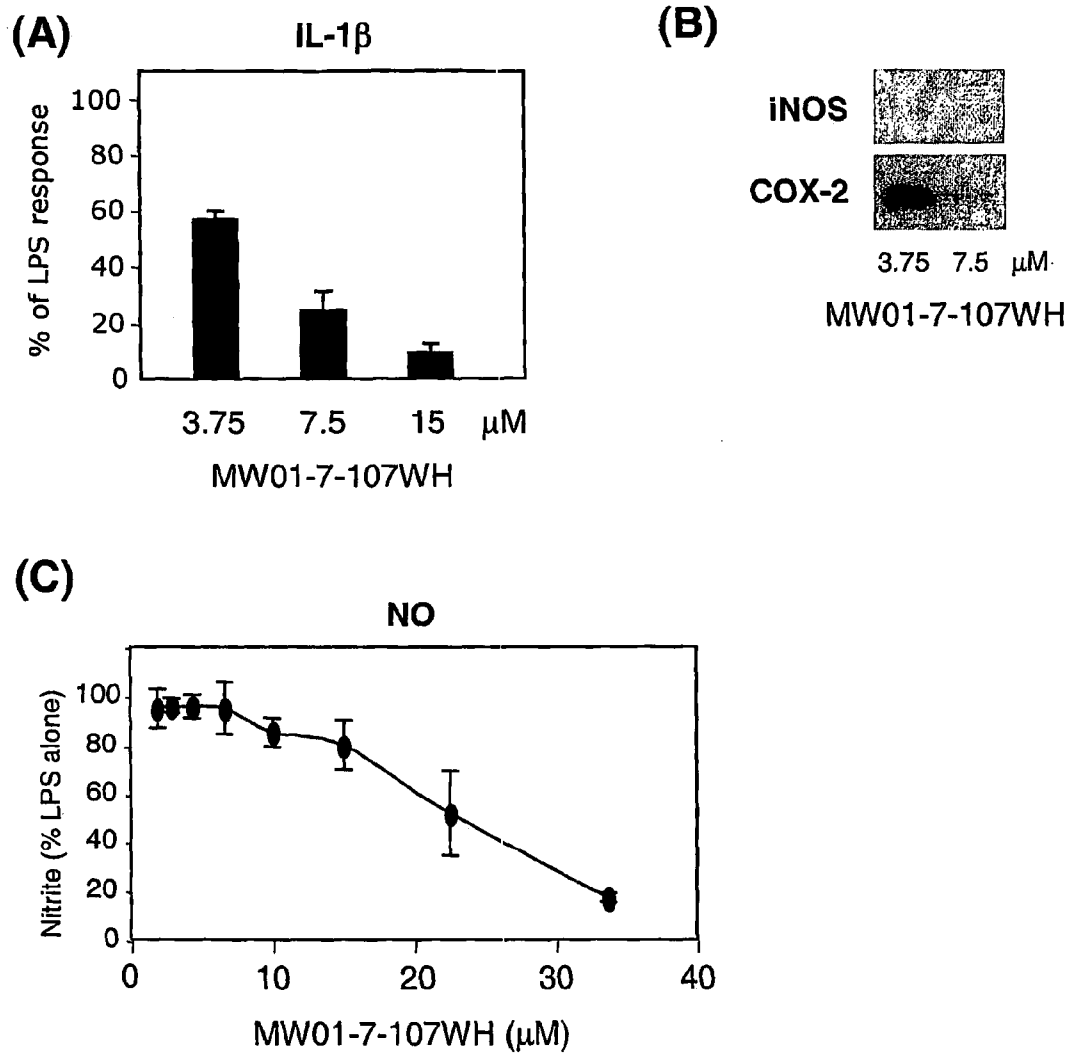 (A)
IL-1β
% of LPS response
100
80
60
40
20
0
3.75 7.5 15 μM
MW01-7-107WH
(B)
iNOS
COX-2
3.75 7.5 μM
MW01-7-107WH
(C)
NO
Nitrite (% LPS alone)
100
80
60
40
20
0
0 10 20 30 40
MW01-7-107WH (μM)